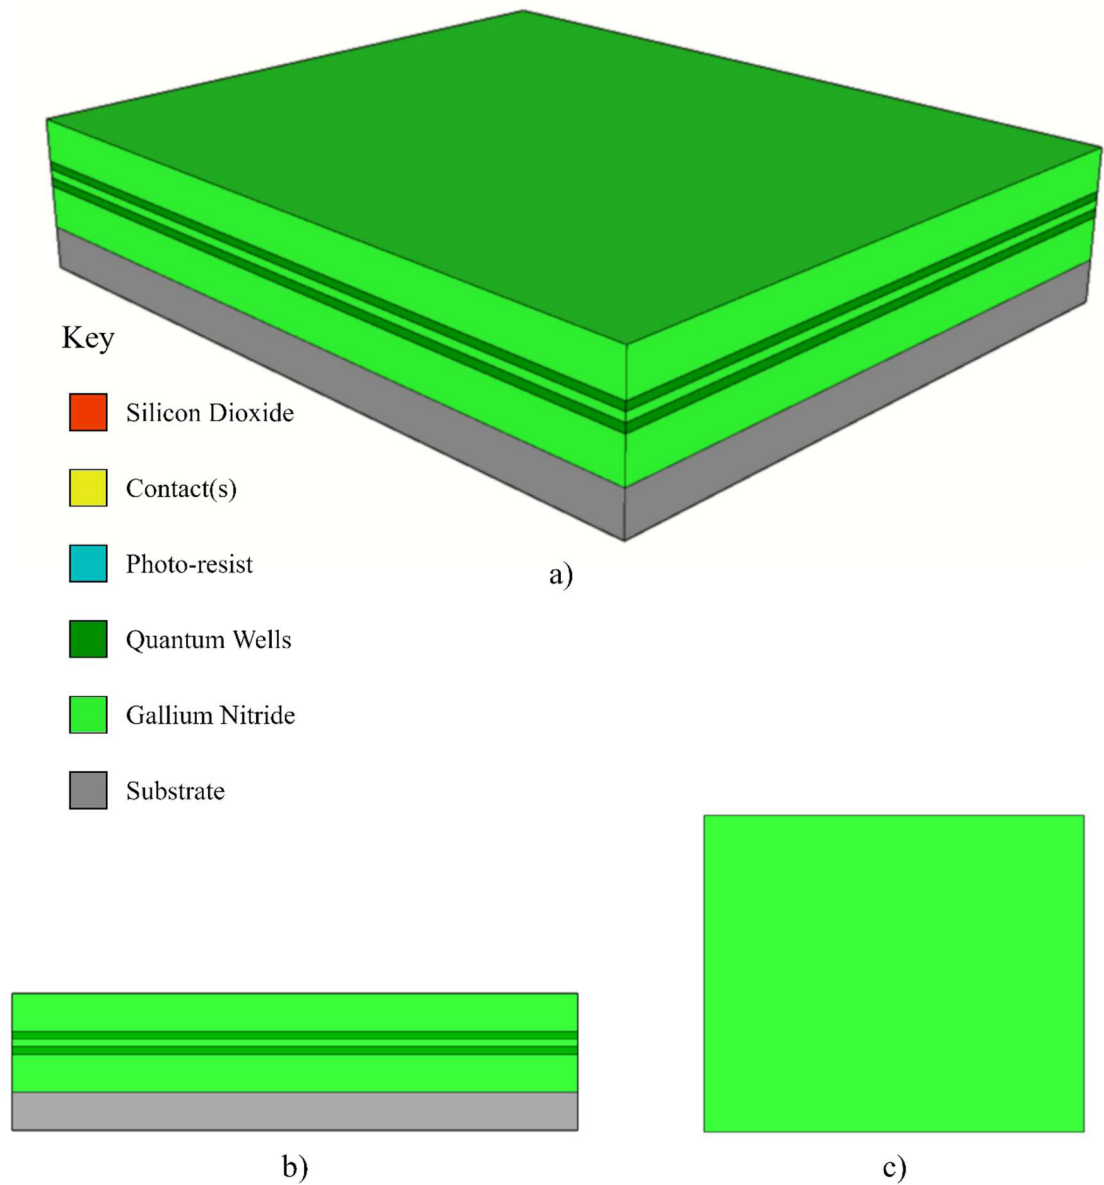 Key
Silicon Dioxide
Contact(s)
Photo-resist
Quantum Wells
Gallium Nitride
Substrate
a)
b)
c)